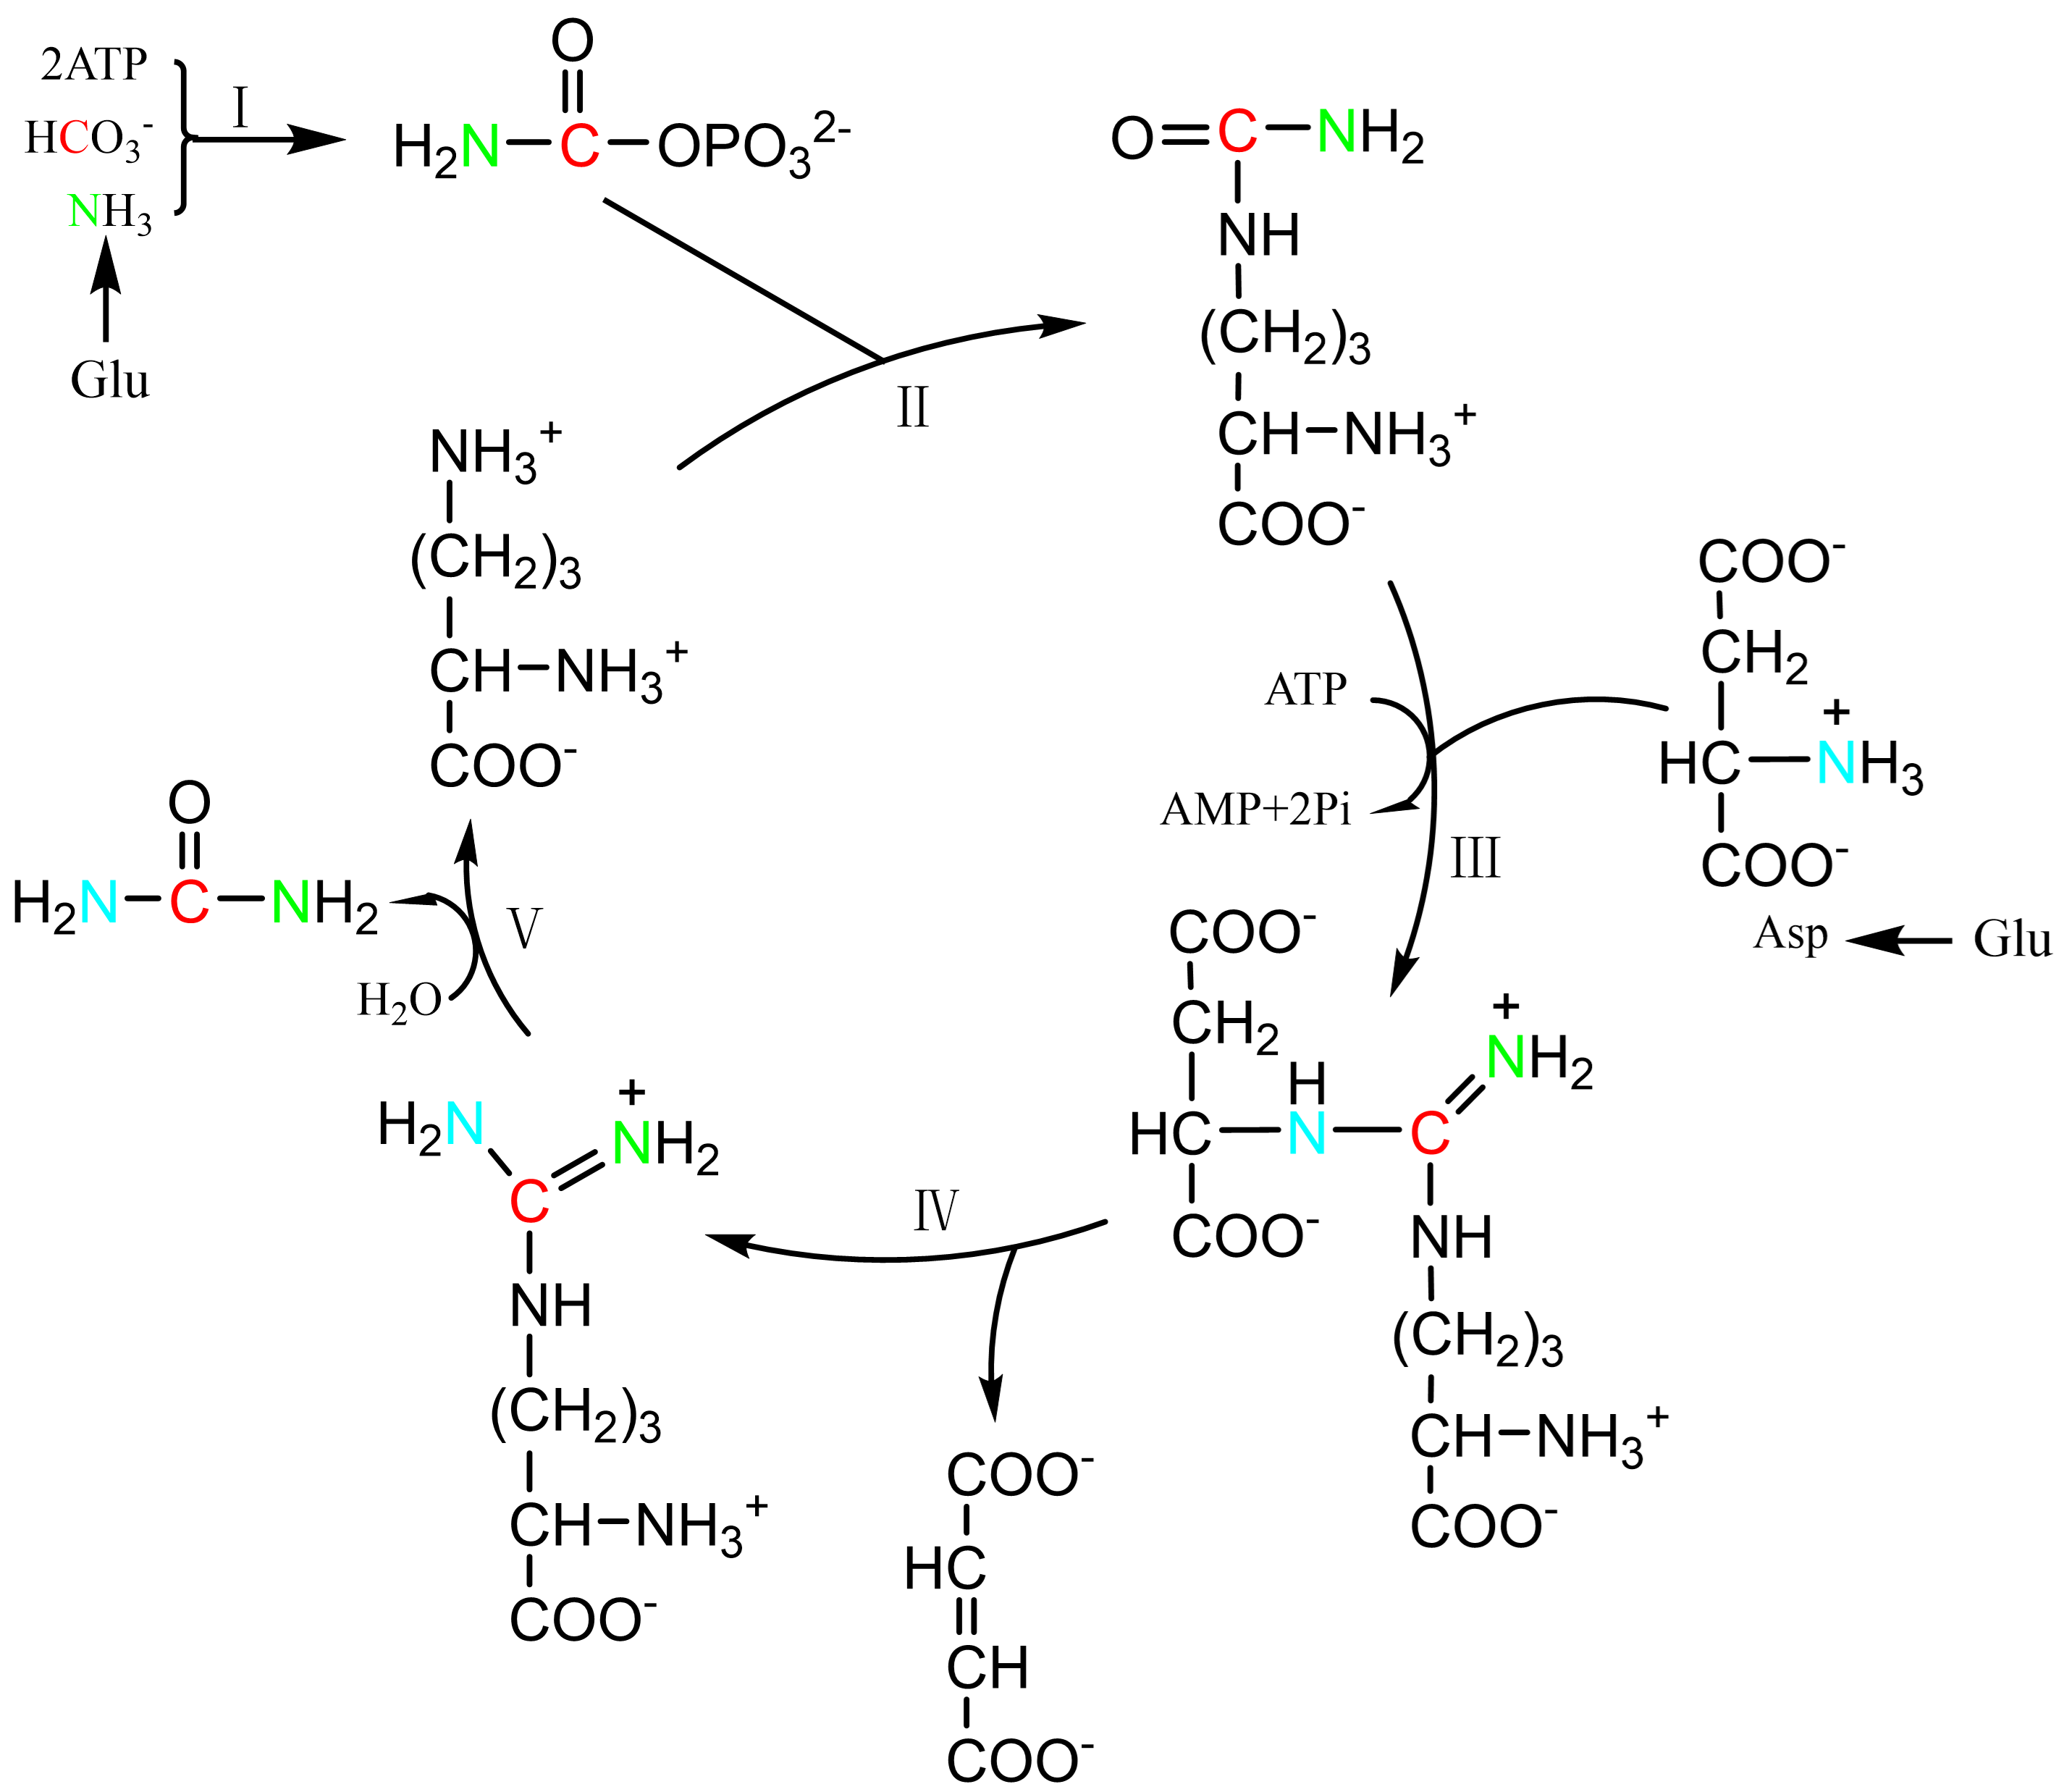 2ATP
HCO₃⁻
NH₃
Glu
I
O
H₂N C OPO₃²⁻
O C NH₂
NH
(CH₂)₃
CH NH₃⁺
COO⁻
II
NH₃⁺
(CH₂)₃
CH NH₃⁺
COO⁻
COO⁻
CH₂
+
HC NH₃
COO⁻
Asp Glu
ATP
AMP+2Pi
III
O
H₂N C NH₂
H₂O
V
COO⁻
CH₂
H
+
NH₂
HC N C
COO⁻
NH
(CH₂)₃
CH NH₃⁺
COO⁻
IV
+
H₂N NH₂
C
NH
(CH₂)₃
CH NH₃⁺
COO⁻
COO⁻
HC
CH
COO⁻